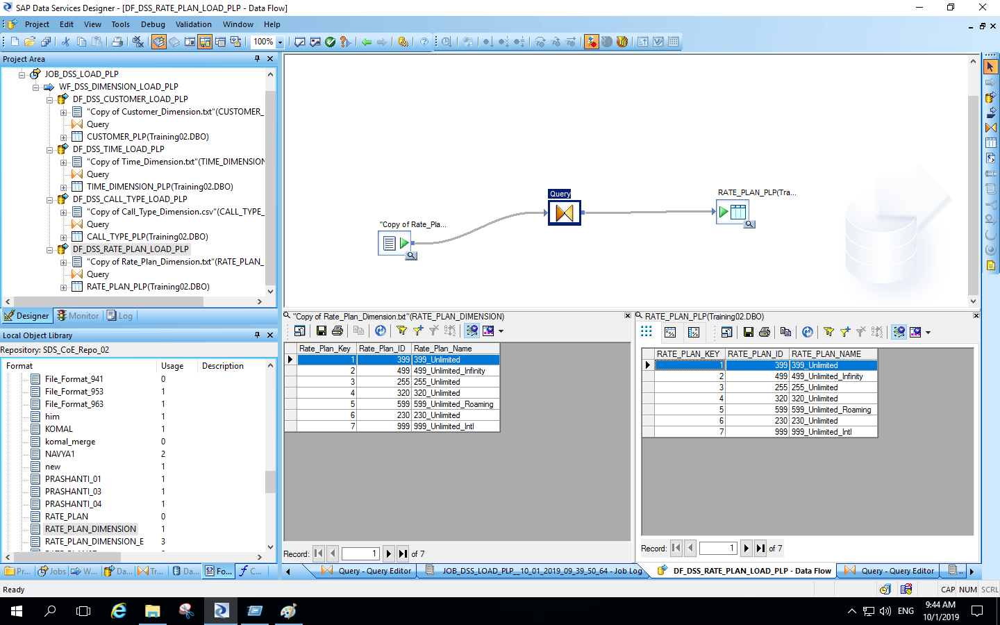 SAP Data Services Designer - [DF_DSS_RATE_PLAN_LOAD_PLP - Data Flow]
Project Edit View Tools Debug Validation Window Help
100%
Project Area
JOB_DSS_LOAD_PLP
WF_DSS_DIMENSION_LOAD_PLP
DF_DSS_CUSTOMER_LOAD_PLP
"Copy of Customer_Dimension.txt"(CUSTOMER_
Query
CUSTOMER_PLP(Training02.DBO)
DF_DSS_TIME_LOAD_PLP
"Copy of Time_Dimension.txt"(TIME_DIMENSION
Query
TIME_DIMENSION_PLP(Training02.DBO)
DF_DSS_CALL_TYPE_LOAD_PLP
"Copy of Call_Type_Dimension.csv"(CALL_TYPE_
Query
CALL_TYPE_PLP(Training02.DBO)
DF_DSS_RATE_PLAN_LOAD_PLP
"Copy of Rate_Plan_Dimension.txt"(RATE_PLAN_
Query
RATE_PLAN_PLP(Training02.DBO)
Designer Monitor Log
Local Object Library
Repository: SDS_CoE_Repo_02
Format Usage Description
File_Format_941 0
File_Format_953 1
File_Format_963 1
him 1
KOMAL 1
komal_merge 0
NAVYA1 2
new 1
PRASHANTI_01 1
PRASHANTI_03 1
PRASHANTI_04 1
RATE_PLAN 0
RATE_PLAN_DIMENSION 1
RATE_PLAN_DIMENSION_E 3
Pr... Jobs W... Da... Tr... Da... Fo... C...
"Copy of Rate_Pla...
Query
RATE_PLAN_PLP(Tra...
"Copy of Rate_Plan_Dimension.txt"(RATE_PLAN_DIMENSION)
Rate_Plan_Key Rate_Plan_ID Rate_Plan_Name
1 399 399_Unlimited
2 499 499_Unlimited_Infinity
3 255 255_Unlimited
4 320 320_Unlimited
5 599 599_Unlimited_Roaming
6 230 230_Unlimited
7 999 999_Unlimited_Intl
Record: 1 of 7
RATE_PLAN_PLP(Training02.DBO)
RATE_PLAN_KEY RATE_PLAN_ID RATE_PLAN_NAME
1 399 399_Unlimited
2 499 499_Unlimited_Infinity
3 255 255_Unlimited
4 320 320_Unlimited
5 599 599_Unlimited_Roaming
6 230 230_Unlimited
7 999 999_Unlimited_Intl
Record: 1 of 7
Query - Query Editor JOB_DSS_LOAD_PLP__10_01_2019_09_39_50_64 - Job Log DF_DSS_RATE_PLAN_LOAD_PLP - Data Flow Query - Query Editor ..
Ready CAP NUM SCRL
ENG 9:44 AM
10/1/2019